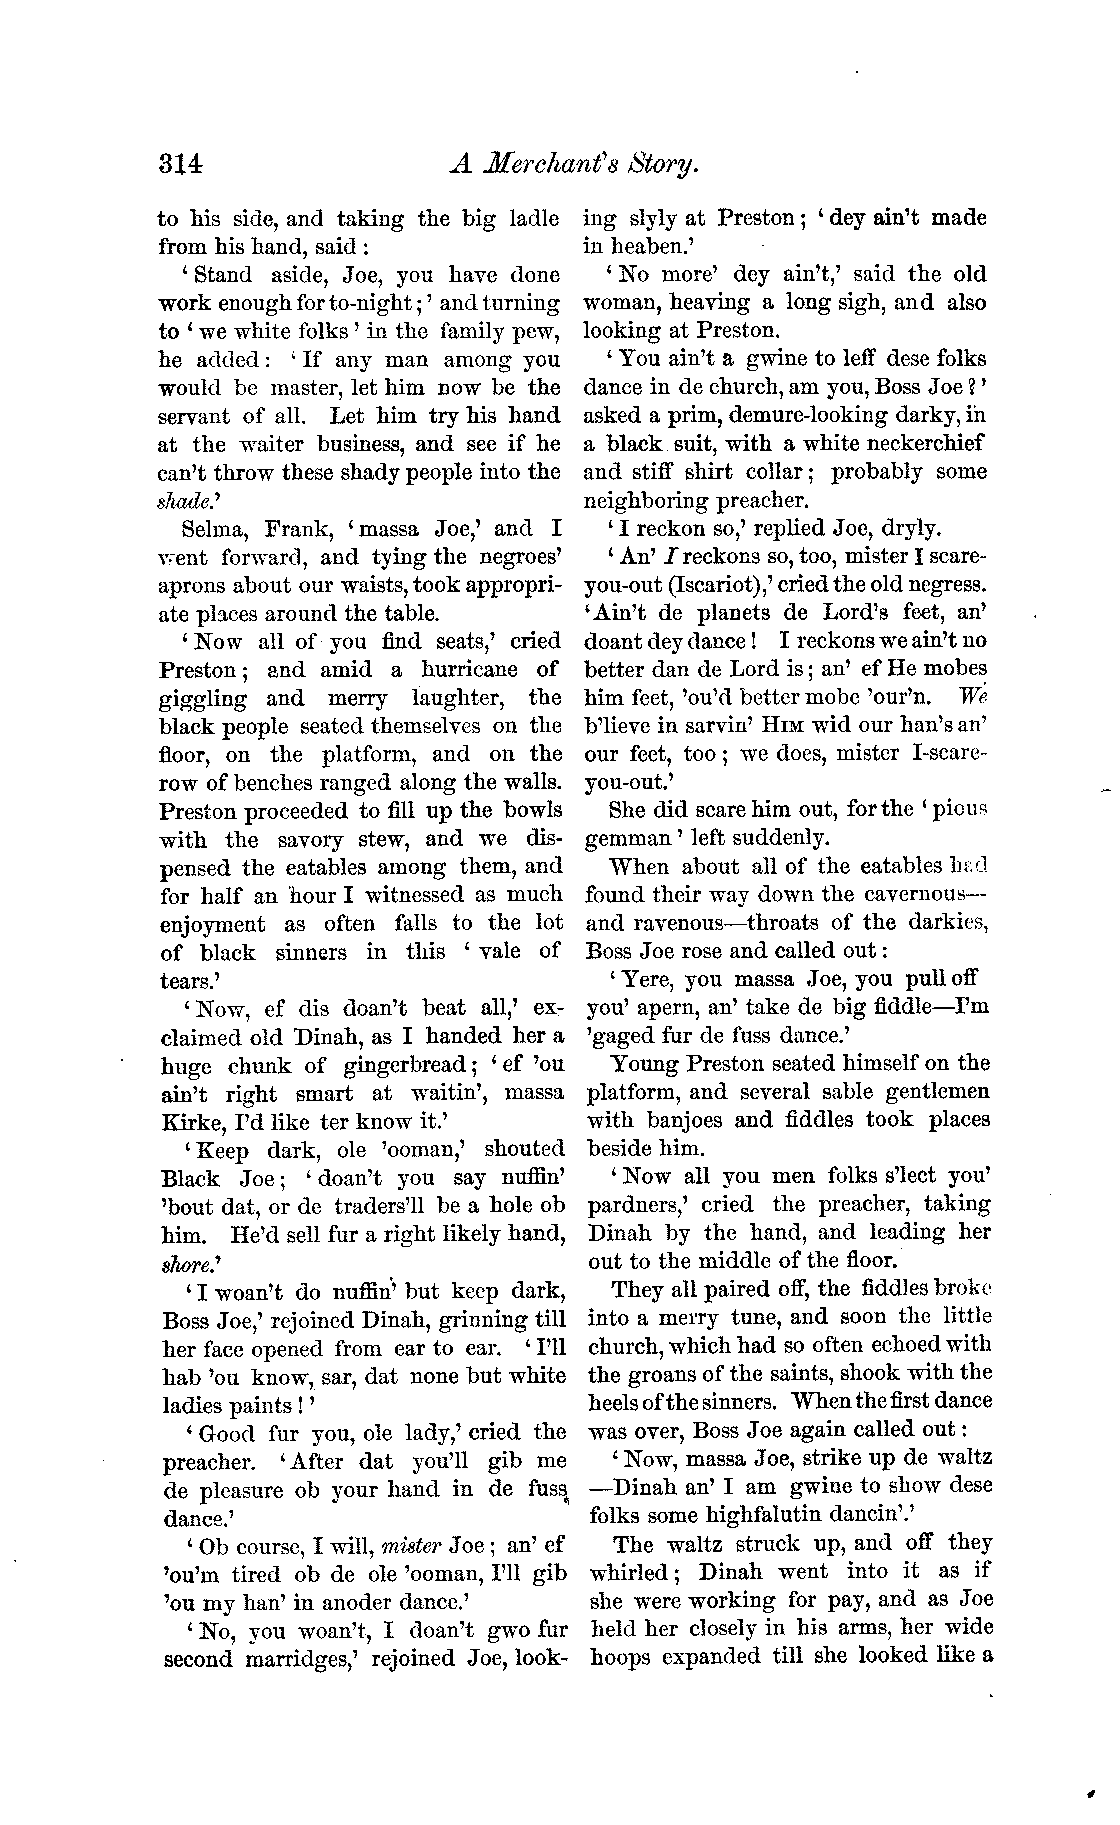 314
A Merchant's Story.
to his side, and taking the big ladle
from his hand, said :
‘ Stand aside, Joe, you have done
work enough for to-night ; ’ and turning
to ‘ we white folks ’ in the family pew,
he added : ‘ If any man among you
would be master, let him now be the
servant of all. Let him try his hand
at the waiter business, and see if he
can't throw these shady people into the
shade.’
Selma, Frank, ‘ massa Joe,’ and I
went forward, and tying the negroes’
aprons about our waists, took appropri-
ate places around the table.
‘ Now all of you find seats,’ cried
Preston ; and amid a hurricane of
giggling and merry laughter, the
black people seated themselves on the
floor, on the platform, and on the
row of benches ranged along the walls.
Preston proceeded to fill up the bowls
with the savory stew, and we dis-
pensed the eatables among them, and
for half an hour I witnessed as much
enjoyment as often falls to the lot
of black sinners in this ‘ vale of
tears.’
‘ Now, ef dis doan't beat all,’ ex-
claimed old Dinah, as I handed her a
huge chunk of gingerbread ; ‘ ef 'ou
ain't right smart at waitin', massa
Kirke, I'd like ter know it.’
‘ Keep dark, ole 'ooman,’ shouted
Black Joe ; ‘ doan't you say nuffin'
'bout dat, or de traders'll be a hole ob
him. He'd sell fur a right likely hand,
shore.’
‘ I woan't do nuffin' but keep dark,
Boss Joe,’ rejoined Dinah, grinning till
her face opened from ear to ear. ‘ I'll
hab 'ou know, sar, dat none but white
ladies paints ! ’
‘ Good fur you, ole lady,’ cried the
preacher. ‘ After dat you'll gib me
de pleasure ob your hand in de fuss
dance.’
‘ Ob course, I will, mister Joe ; an' ef
'ou'm tired ob de ole 'ooman, I'll gib
'ou my han' in anoder dance.’
‘ No, you woan't, I doan't gwo fur
second marridges,’ rejoined Joe, look-
ing slyly at Preston ; ‘ dey ain't made
in heaben.’
‘ No more’ dey ain't,’ said the old
woman, heaving a long sigh, and also
looking at Preston.
‘ You ain't a gwine to leff dese folks
dance in de church, am you, Boss Joe ? ’
asked a prim, demure-looking darky, in
a black suit, with a white neckerchief
and stiff shirt collar ; probably some
neighboring preacher.
‘ I reckon so,’ replied Joe, dryly.
‘ An' I reckons so, too, mister I scare-
you-out (Iscariot),’ cried the old negress.
‘ Ain't de planets de Lord's feet, an'
doant dey dance ! I reckons we ain't no
better dan de Lord is ; an' ef He mobes
him feet, 'ou'd better mobe 'our'n. We
b'lieve in sarvin' HIM wid our han's an'
our feet, too ; we does, mister I-scare-
you-out.’
She did scare him out, for the ‘ pious
gemman ’ left suddenly.
When about all of the eatables had
found their way down the cavernous—
and ravenous—throats of the darkies,
Boss Joe rose and called out :
‘ Yere, you massa Joe, you pull off
you' apern, an' take de big fiddle—I'm
'gaged fur de fuss dance.’
Young Preston seated himself on the
platform, and several sable gentlemen
with banjoes and fiddles took places
beside him.
‘ Now all you men folks s'lect you'
pardners,’ cried the preacher, taking
Dinah by the hand, and leading her
out to the middle of the floor.
They all paired off, the fiddles broke
into a merry tune, and soon the little
church, which had so often echoed with
the groans of the saints, shook with the
heels of the sinners. When the first dance
was over, Boss Joe again called out :
‘ Now, massa Joe, strike up de waltz
—Dinah an' I am gwine to show dese
folks some highfalutin dancin'.’
The waltz struck up, and off they
whirled ; Dinah went into it as if
she were working for pay, and as Joe
held her closely in his arms, her wide
hoops expanded till she looked like a